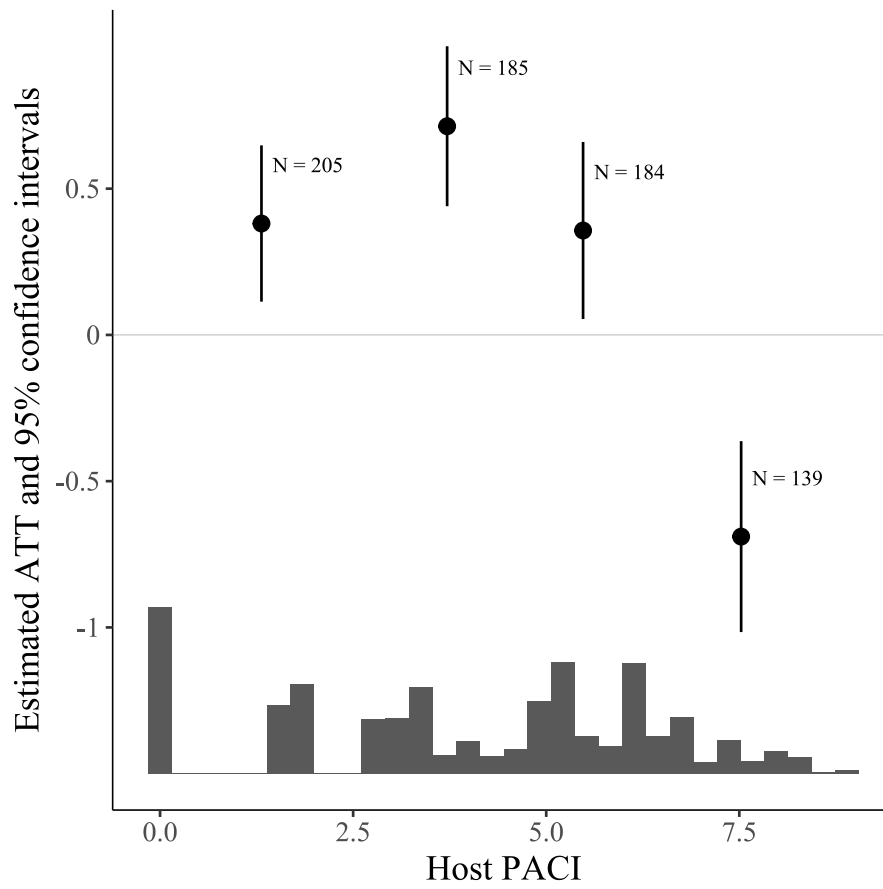 Estimated ATT and 95% confidence intervals
N = 185
N = 205
N = 184
0.5
0
-0.5
N = 139
-1
0.0 2.5 5.0 7.5
Host PACI